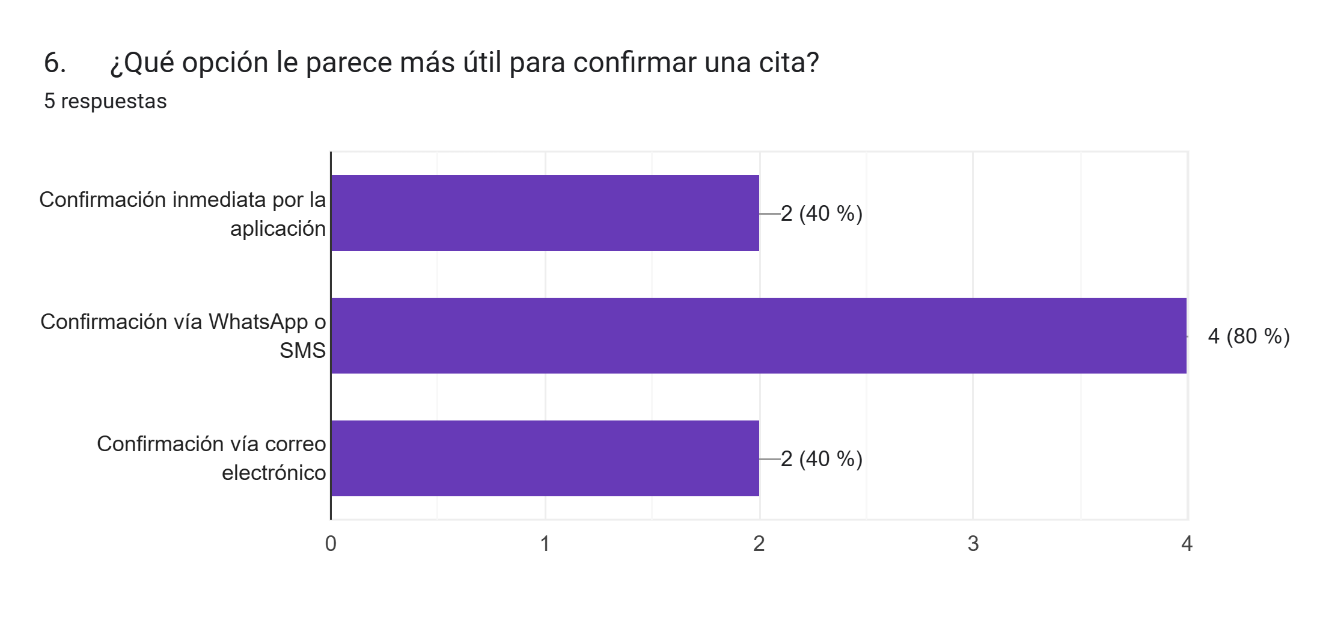 6. ¿Qué opción le parece más útil para confirmar una cita?
5 respuestas
Confirmación inmediata por la
aplicación
2 (40 %)
Confirmación vía WhatsApp o
SMS
4 (80 %)
Confirmación vía correo
electrónico
2 (40 %)
0 1 2 3 4